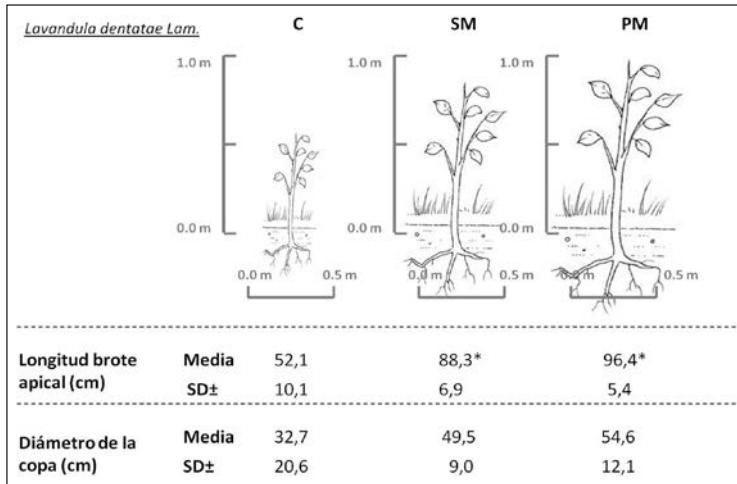 Lavandula dentatae Lam.
C SM PM
1.0 m 1.0 m 1.0 m
0.0 m 0.0 m 0.0 m
0.0 m 0.5 m 0.0 m 0.5 m 0.0 m 0.5 m
Longitud brote apical (cm)
Media 52,1 88,3* 96,4*
SD± 10,1 6,9 5,4
Diámetro de la copa (cm)
Media 32,7 49,5 54,6
SD± 20,6 9,0 12,1